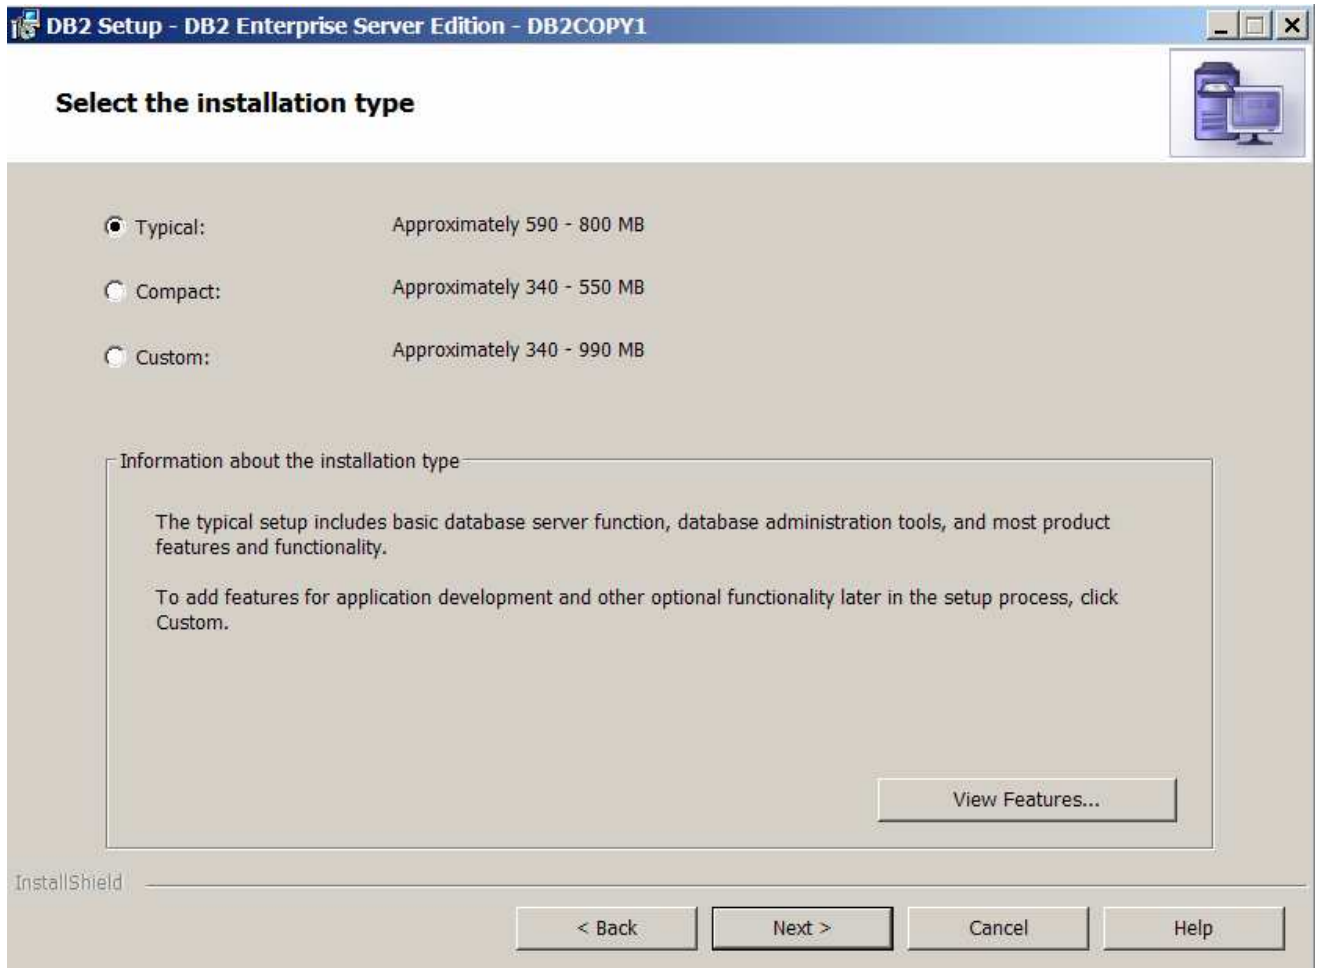 DB2 Setup - DB2 Enterprise Server Edition - DB2COPY1
Select the installation type
Typical: Approximately 590 - 800 MB
Compact: Approximately 340 - 550 MB
Custom: Approximately 340 - 990 MB
Information about the installation type
The typical setup includes basic database server function, database administration tools, and most product
features and functionality.
To add features for application development and other optional functionality later in the setup process, click
Custom.
View Features...
InstallShield
< Back Next > Cancel Help